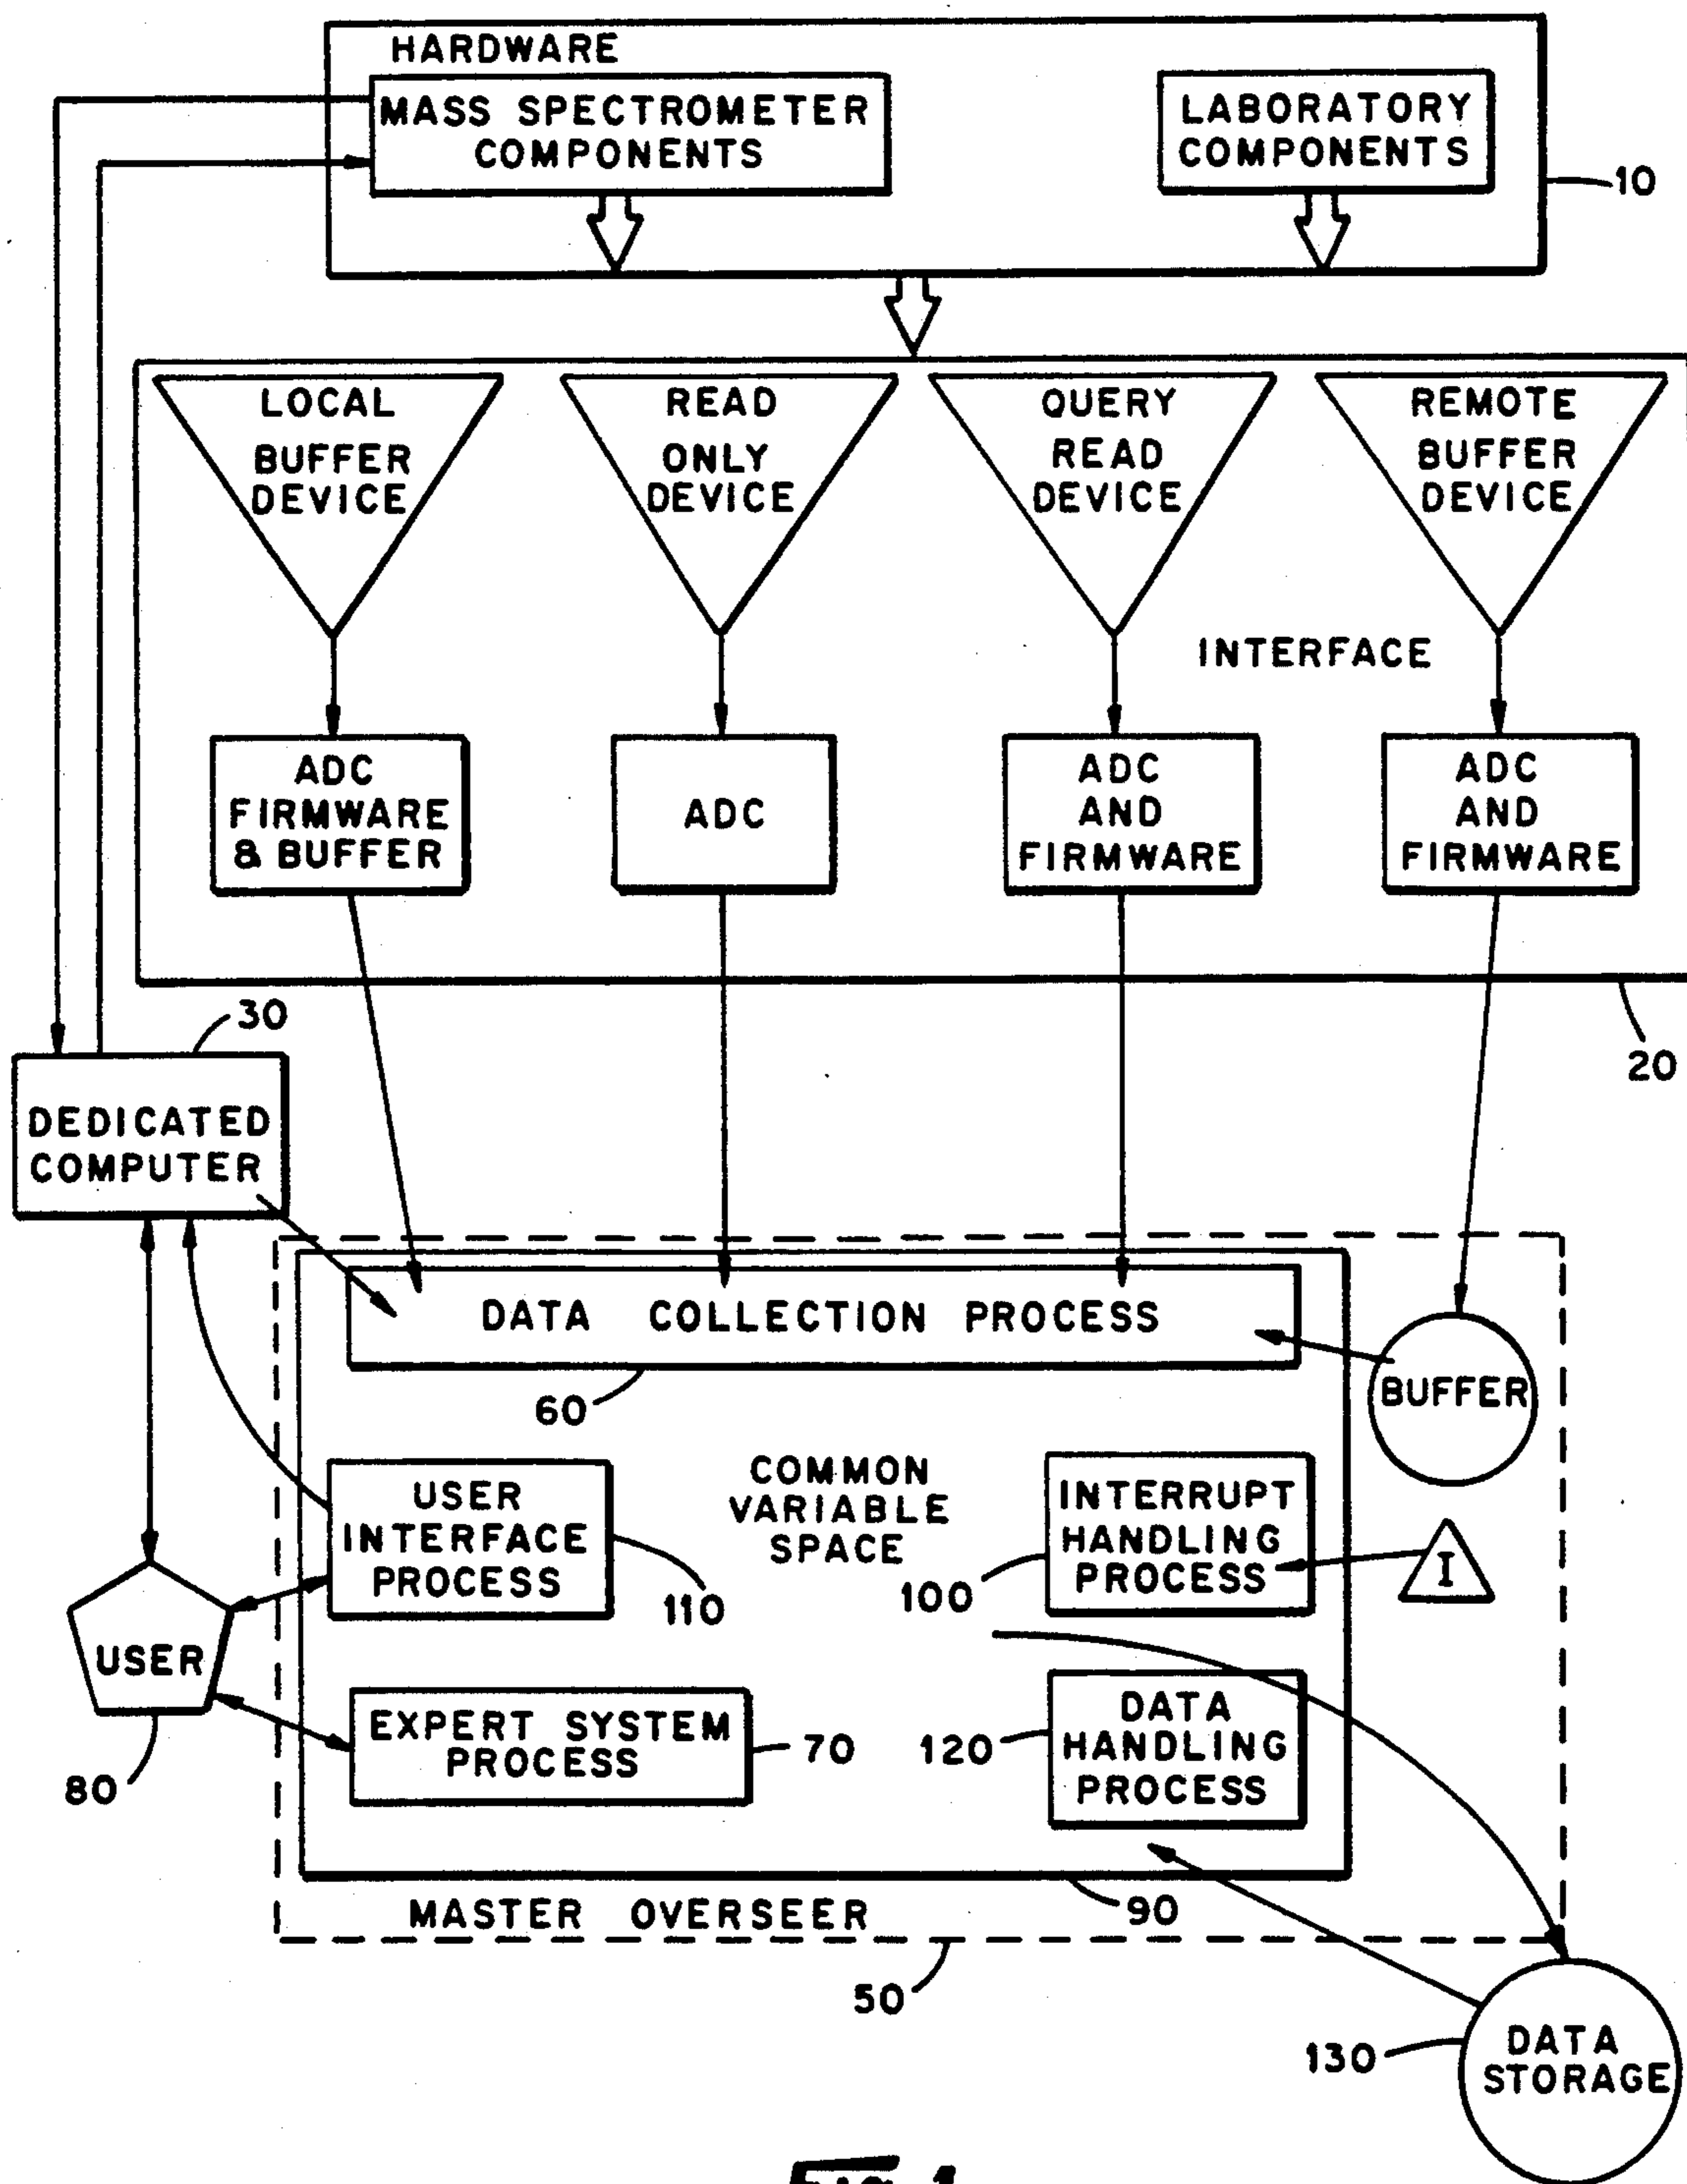 HARDWARE
MASS SPECTROMETER
COMPONENTS
LABORATORY
COMPONENTS
10
LOCAL
BUFFER
DEVICE
READ
ONLY
DEVICE
QUERY
READ
DEVICE
REMOTE
BUFFER
DEVICE
INTERFACE
ADC
FIRMWARE
& BUFFER
ADC
ADC
AND
FIRMWARE
ADC
AND
FIRMWARE
20
30
DEDICATED
COMPUTER
DATA COLLECTION PROCESS
60
BUFFER
USER
INTERFACE
PROCESS
110
COMMON
VARIABLE
SPACE
INTERRUPT
HANDLING
PROCESS
100
I
USER
80
EXPERT SYSTEM
PROCESS
70
DATA
HANDLING
PROCESS
120
MASTER OVERSEER
90
50
130
DATA
STORAGE
FIG. 1